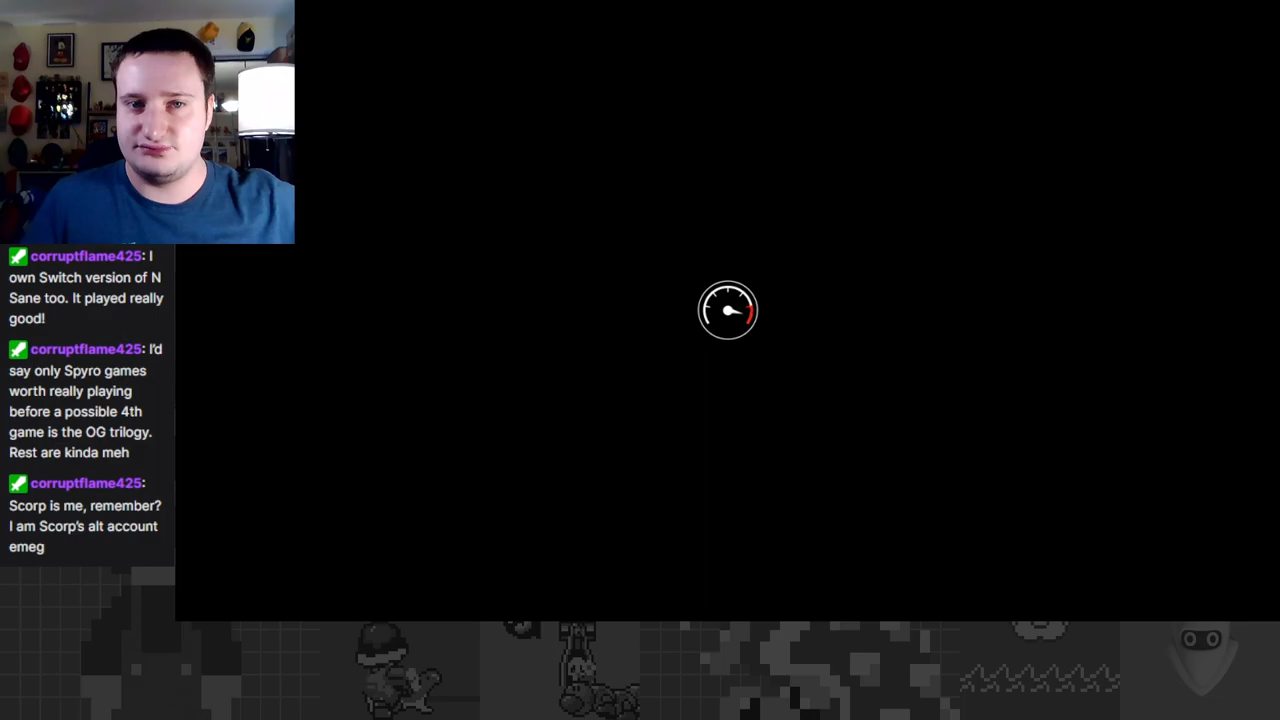 corruptflame425: I
own Switch version of N
Sane too. It played really
good!
corruptflame425: I'd
say only Spyro games
worth really playing
before a possible 4th
game is the OG trilogy.
Rest are kinda meh
corruptflame425:
Scorp is me, remember?
I am Scorp's alt account
emeg